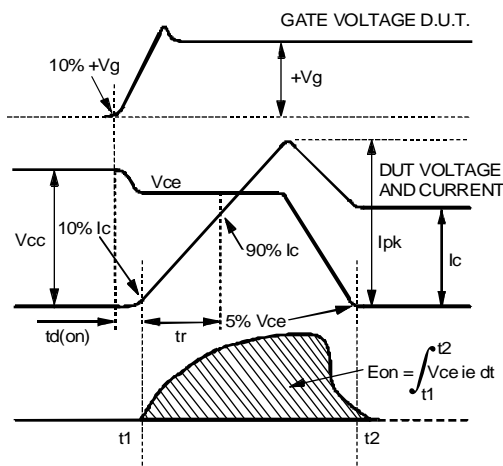 GATE VOLTAGE D.U.T.
10% +Vg
+Vg
Vce
DUT VOLTAGE
AND CURRENT
10% Ic
Vcc
90% Ic
Ipk
Ic
td(on)
tr
5% Vce
Eon = ∫ t1 t2 Vce ie dt
t1
t2